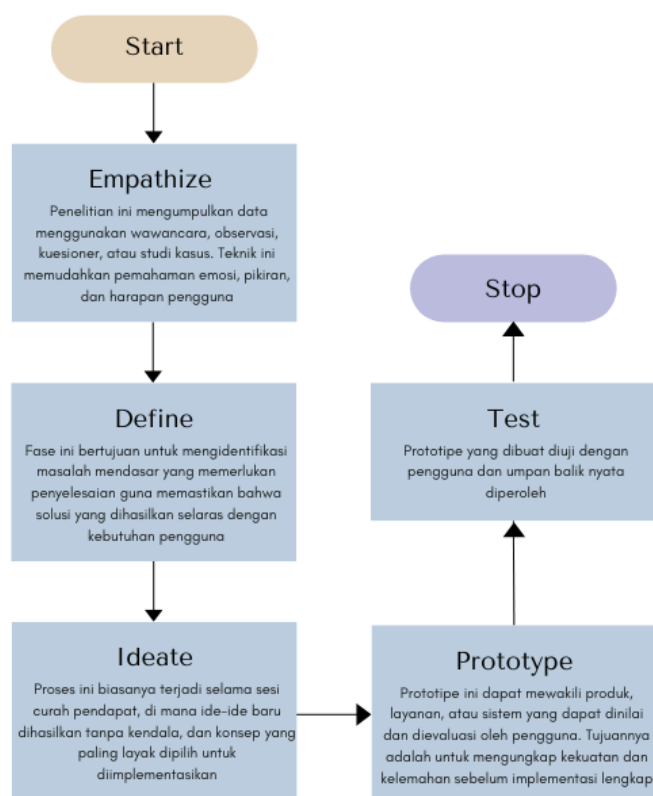 Start
Empathize
Penelitian ini mengumpulkan data
menggunakan wawancara, observasi,
kuesioner, atau studi kasus. Teknik ini
memudahkan pemahaman emosi, pikiran,
dan harapan pengguna
Define
Fase ini bertujuan untuk mengidentifikasi
masalah mendasar yang memerlukan
penyelesaian guna memastikan bahwa
solusi yang dihasilkan selaras dengan
kebutuhan pengguna
Ideate
Proses ini biasanya terjadi selama sesi
curah pendapat, di mana ide-ide baru
dihasilkan tanpa kendala, dan konsep yang
paling layak dipilih untuk
diimplementasikan
Prototype
Prototipe ini dapat mewakili produk,
layanan, atau sistem yang dapat dinilai
dan dievaluasi oleh pengguna. Tujuannya
adalah untuk mengungkap kekuatan dan
kelemahan sebelum implementasi lengkap
Test
Prototipe yang dibuat diuji dengan
pengguna dan umpan balik nyata
diperoleh
Stop